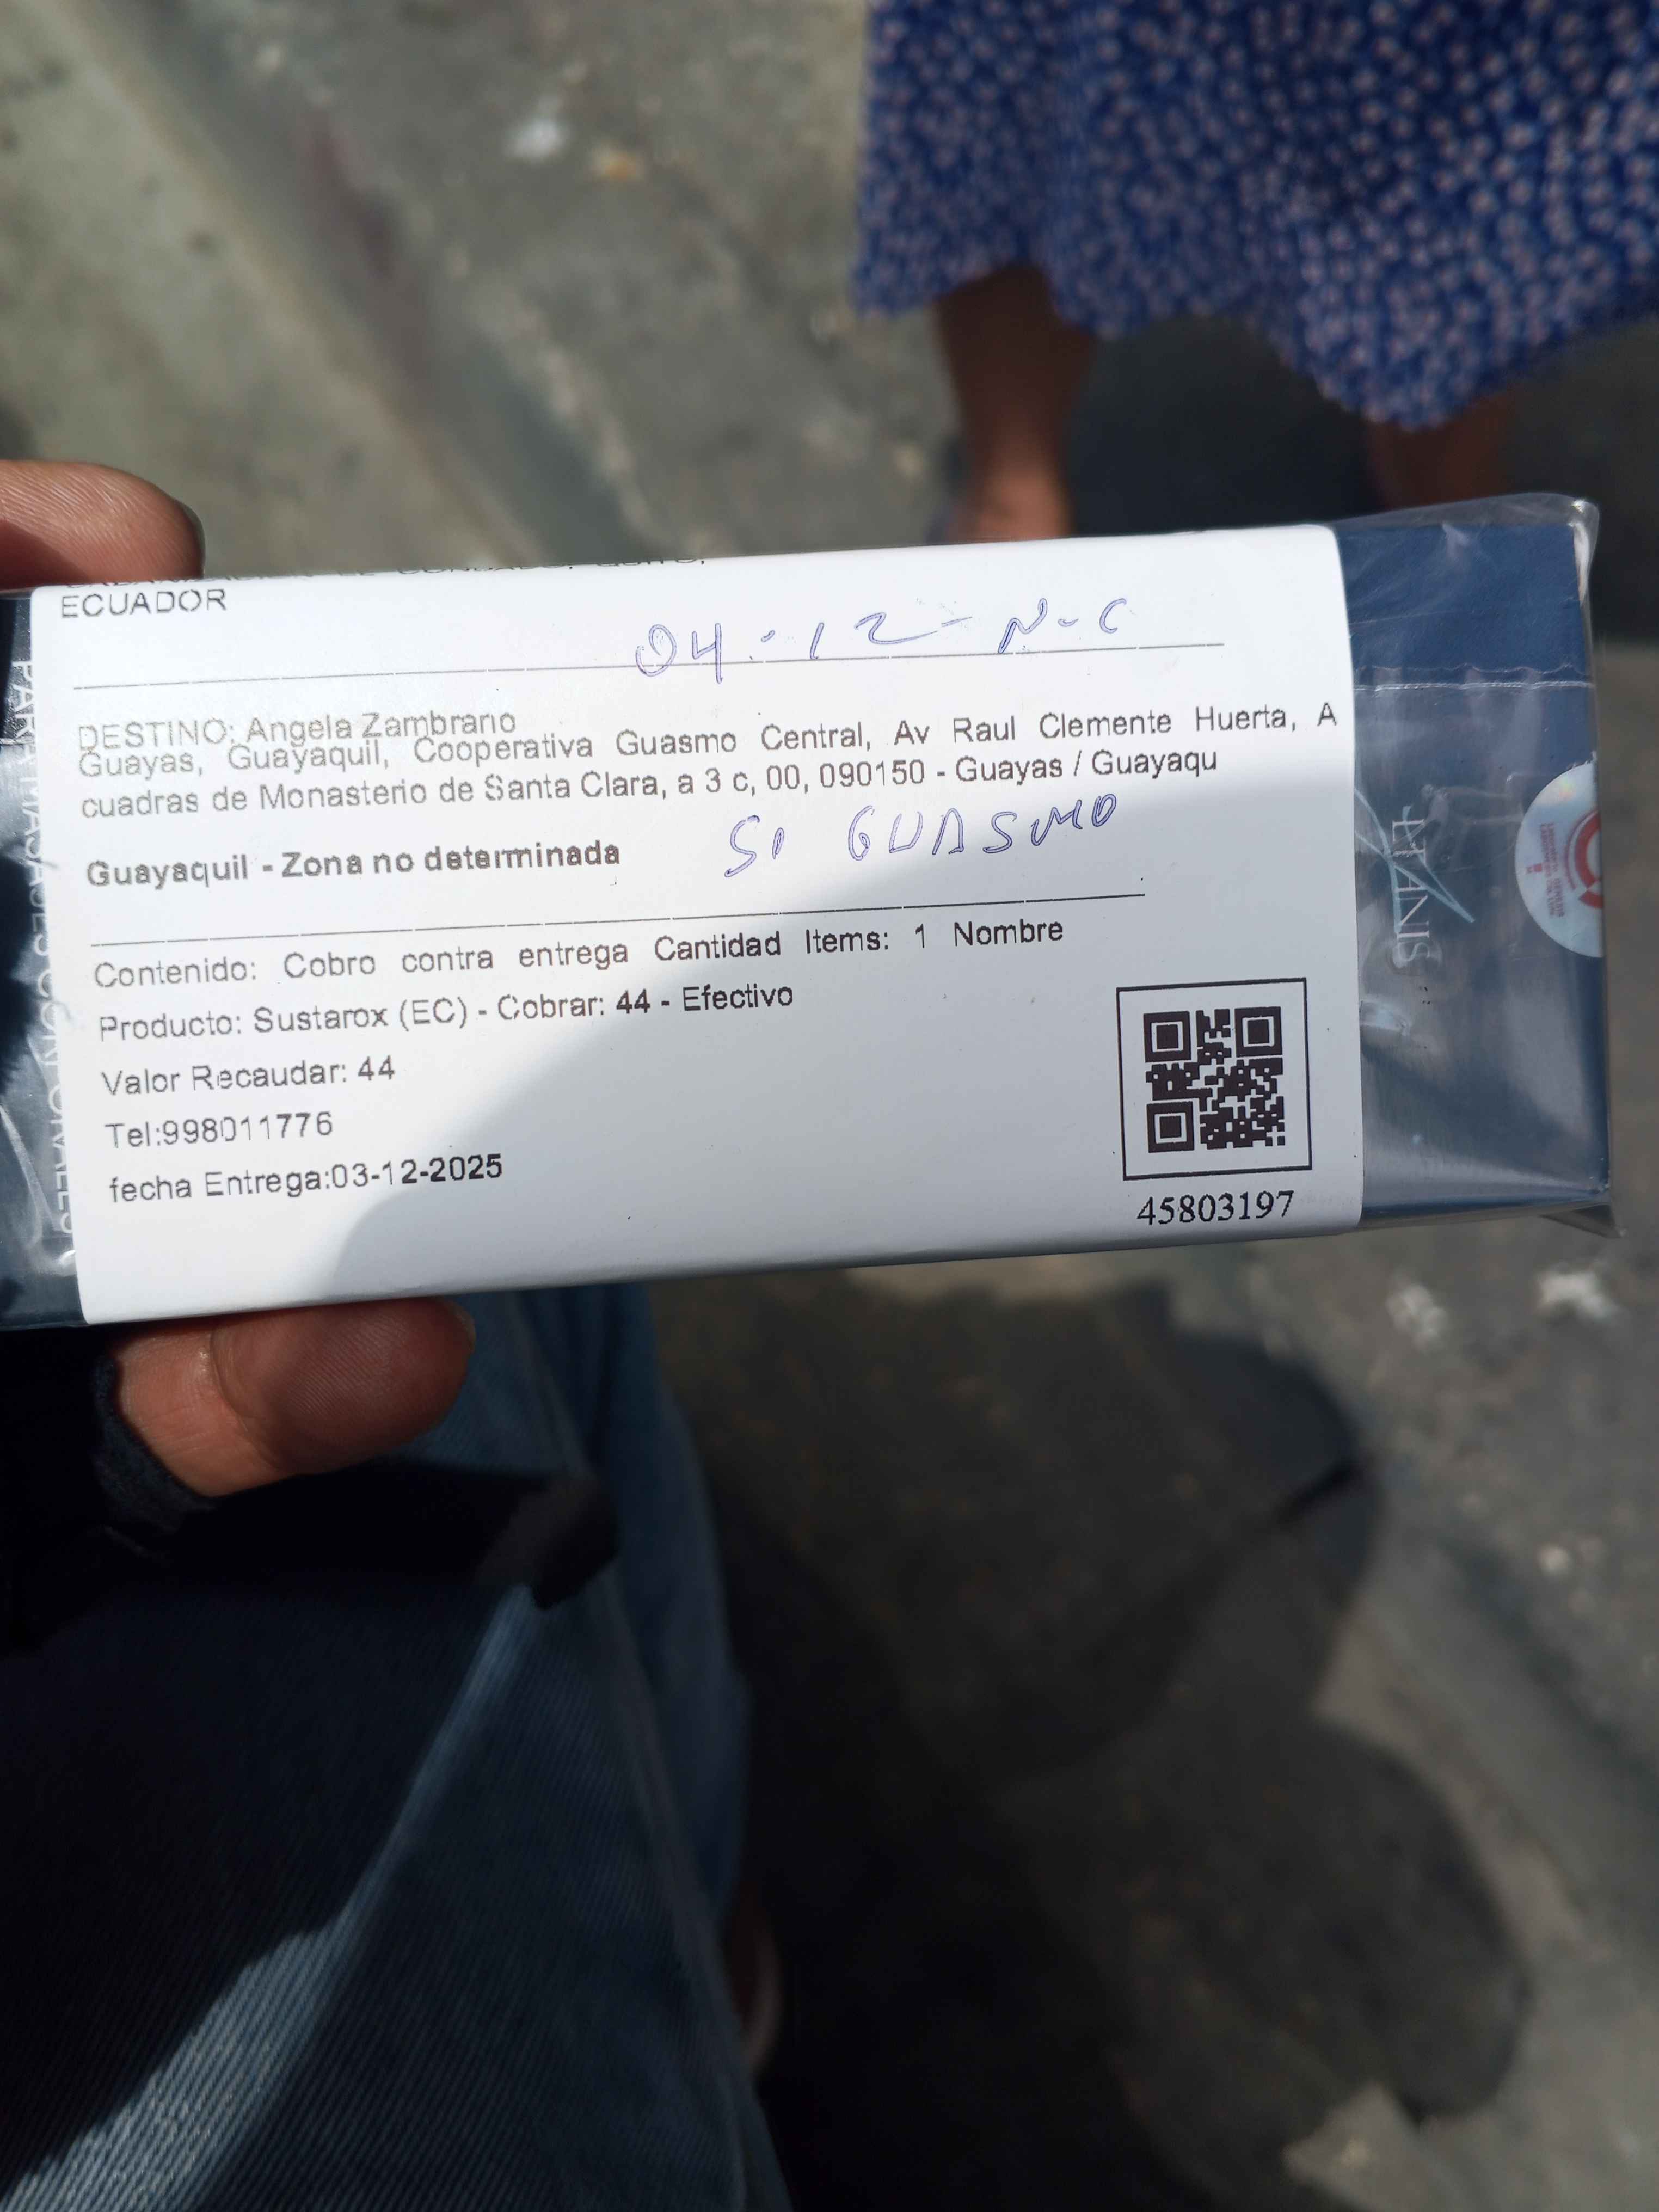 ECUADOR
04-12- N-C
DESTINO: Angela Zambrano
Guayas, Guayaquil, Cooperativa Guasmo Central, Av Raul Clemente Huerta, A
cuadras de Monasterio de Santa Clara, a 3 c, 00, 090150 - Guayas / Guayaqu
Guayaquil - Zona no determinada
SI GUASMO
Contenido: Cobro contra entrega Cantidad Items: 1 Nombre
Producto: Sustarox (EC) - Cobrar: 44 - Efectivo
Valor Recaudar: 44
Tel:998011776
fecha Entrega:03-12-2025
45803197